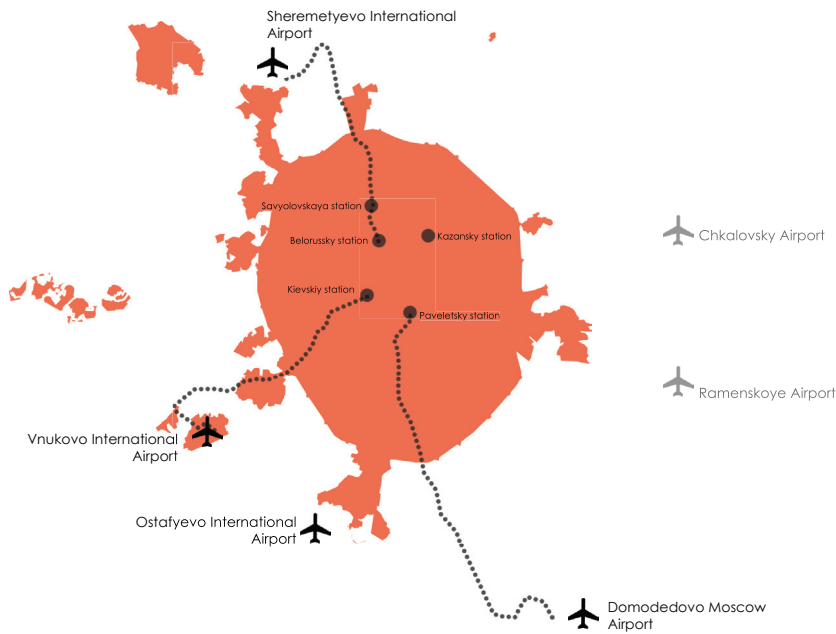 Sheremetyevo International
Airport
Savyolovskaya station
Belorussky station
Kazansky station
Chkalovsky Airport
Kievskiy station
Paveletsky station
Ramenskoye Airport
Vnukovo International
Airport
Ostafyevo International
Airport
Domodedovo Moscow
Airport